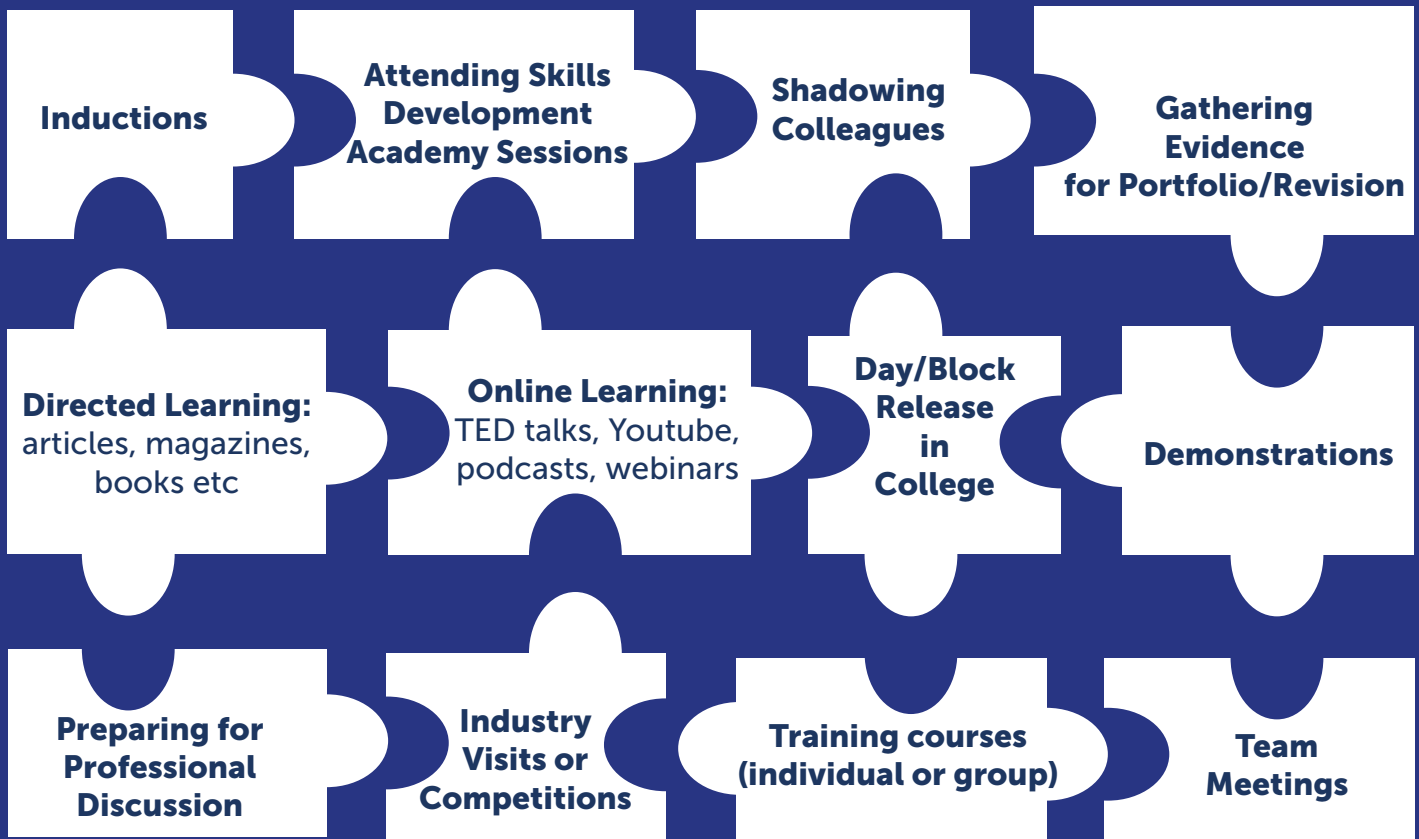 Inductions
Attending Skills
Development
Academy Sessions
Shadowing
Colleagues
Gathering
Evidence
for Portfolio/Revision
Directed Learning:
articles, magazines,
books etc
Online Learning:
TED talks, Youtube,
podcasts, webinars
Day/Block
Release
in
College
Demonstrations
Preparing for
Professional
Discussion
Industry
Visits or
Competitions
Training courses
(individual or group)
Team
Meetings